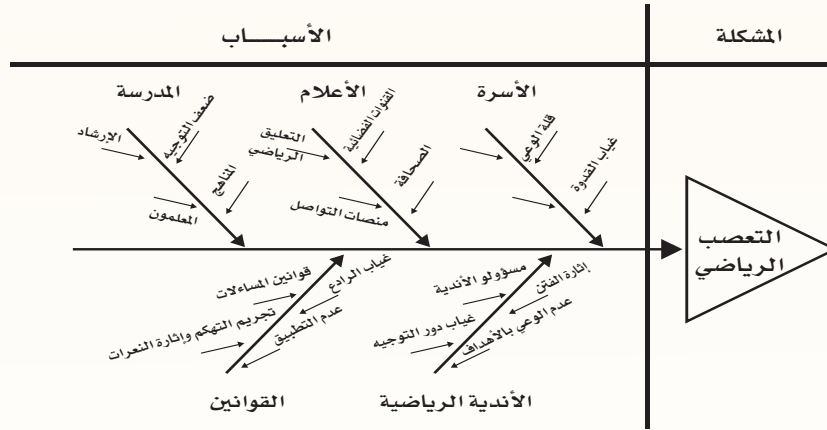 المشكلة
الأسبـــــاب
الأسرة
الأعلام
المدرسة
غياب القدوة
قلة الوعي
القنوات الفضائية
الصحافة
التعليق
الرياضي
منصات التواصل
ضعف التوجيه
المناهج
الإرشاد
المعلمون
التعصب
الرياضي
إثارة الفتن
عدم الوعي بالأهداف
مسؤولو الأندية
غياب دور التوجيه
غياب الرادع
عدم التطبيق
قوانين المساءلات
تجريم التهكم وإثارة النعرات
الأندية الرياضية
القوانين